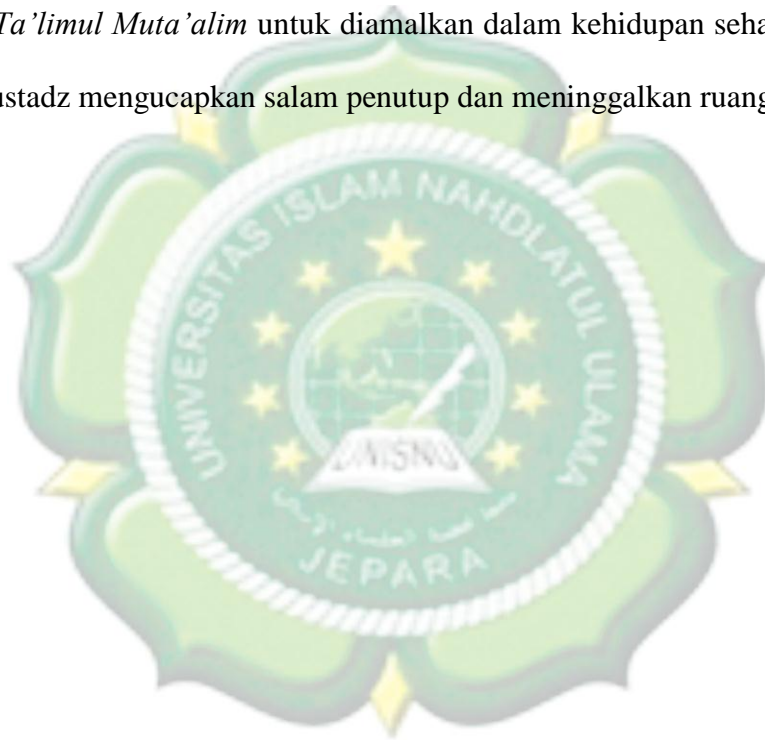 Ta’limul Muta’alim untuk diamalkan dalam kehidupan seha
ustadz mengucapkan salam penutup dan meninggalkan ruang
UNIVERSITAS ISLAM NAHDLATUL ULAMA
UNISNU
JEPARA